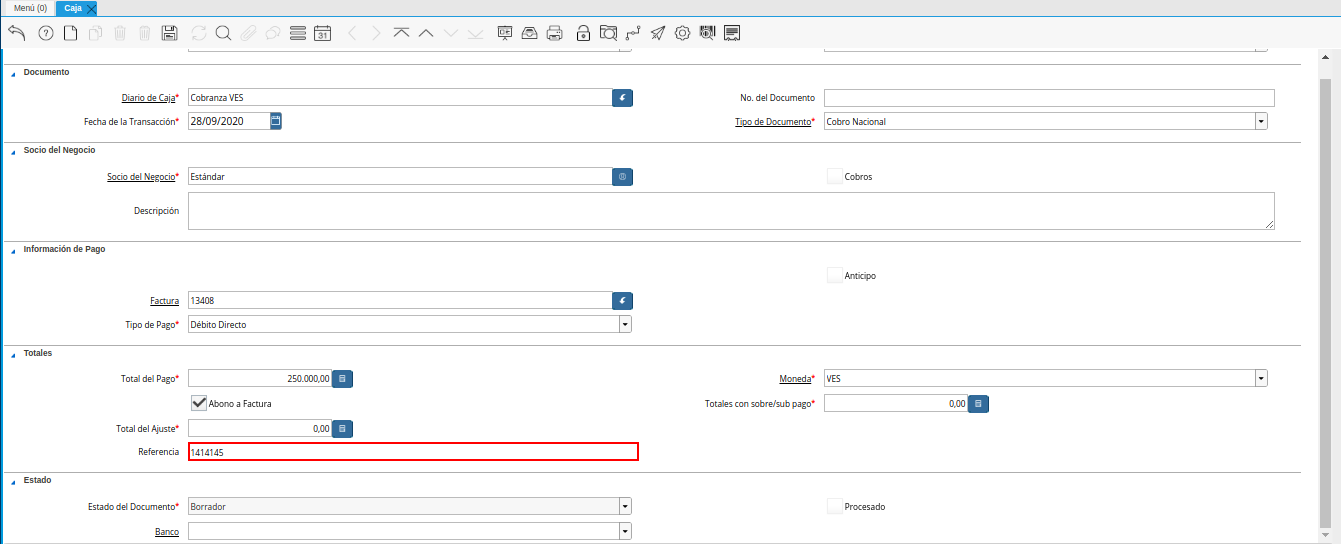 Menú (0) Caja
31
Documento
Diario de Caja* Cobranza VES No. del Documento
Fecha de la Transacción* 28/09/2020 Tipo de Documento* Cobro Nacional
Socio del Negocio
Socio del Negocio* Estándar Cobros
Descripción
Información de Pago
Anticipo
Factura 13408
Tipo de Pago* Débito Directo
Totales
Total del Pago* 250.000,00 Moneda* VES
Abono a Factura Totales con sobre/sub pago* 0,00
Total del Ajuste* 0,00
Referencia 1414145
Estado
Estado del Documento* Borrador Procesado
Banco